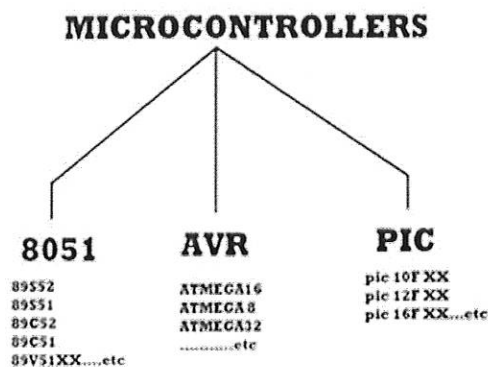 MICROCONTROLLERS
8051
89S52
89S51
89C52
89C51
89V51XX....etc
AVR
ATMEGA16
ATMEGA8
ATMEGA32
............etc
PIC
pic 10F XX
pic 12F XX
pic 16F XX...etc